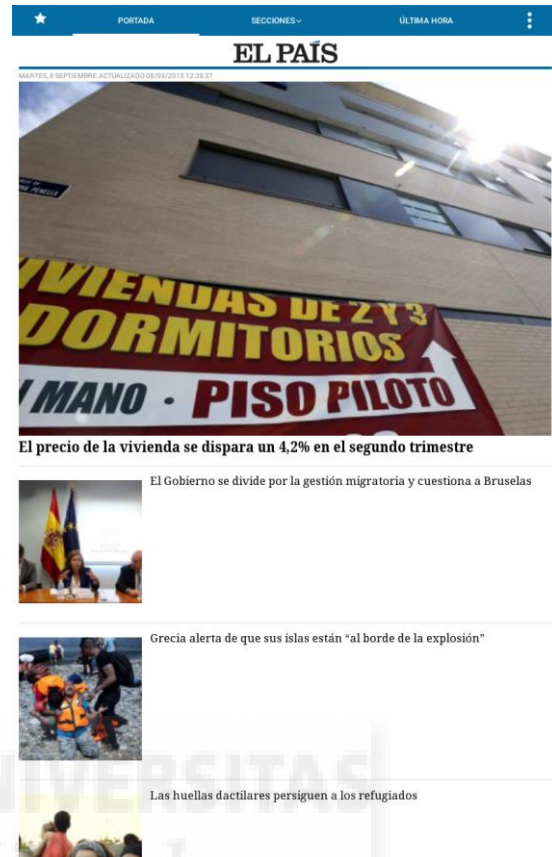 PORTADA
SECCIONES
ÚLTIMA HORA
EL PAÍS
MARTES, 8 SEPTIEMBRE. ACTUALIZADO 08/09/2015 12:39:37
VIVIENDAS DE 2 Y 3
DORMITORIOS
MANO · PISO PILOTO
El precio de la vivienda se dispara un 4,2% en el segundo trimestre
El Gobierno se divide por la gestión migratoria y cuestiona a Bruselas
Grecia alerta de que sus islas están “al borde de la explosión”
Las huellas dactilares persiguen a los refugiados